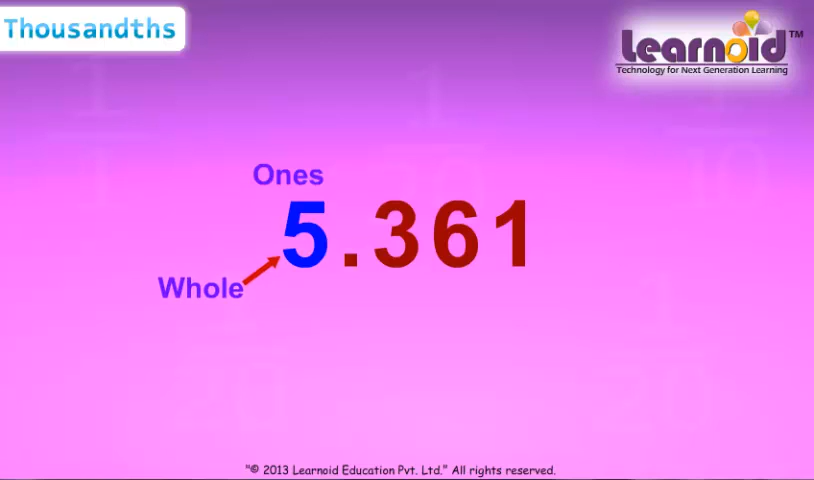 Thousandths
Learnoid™
Technology for Next Generation Learning
Ones
5.361
Whole
"© 2013 Learnoid Education Pvt. Ltd." All rights reserved.